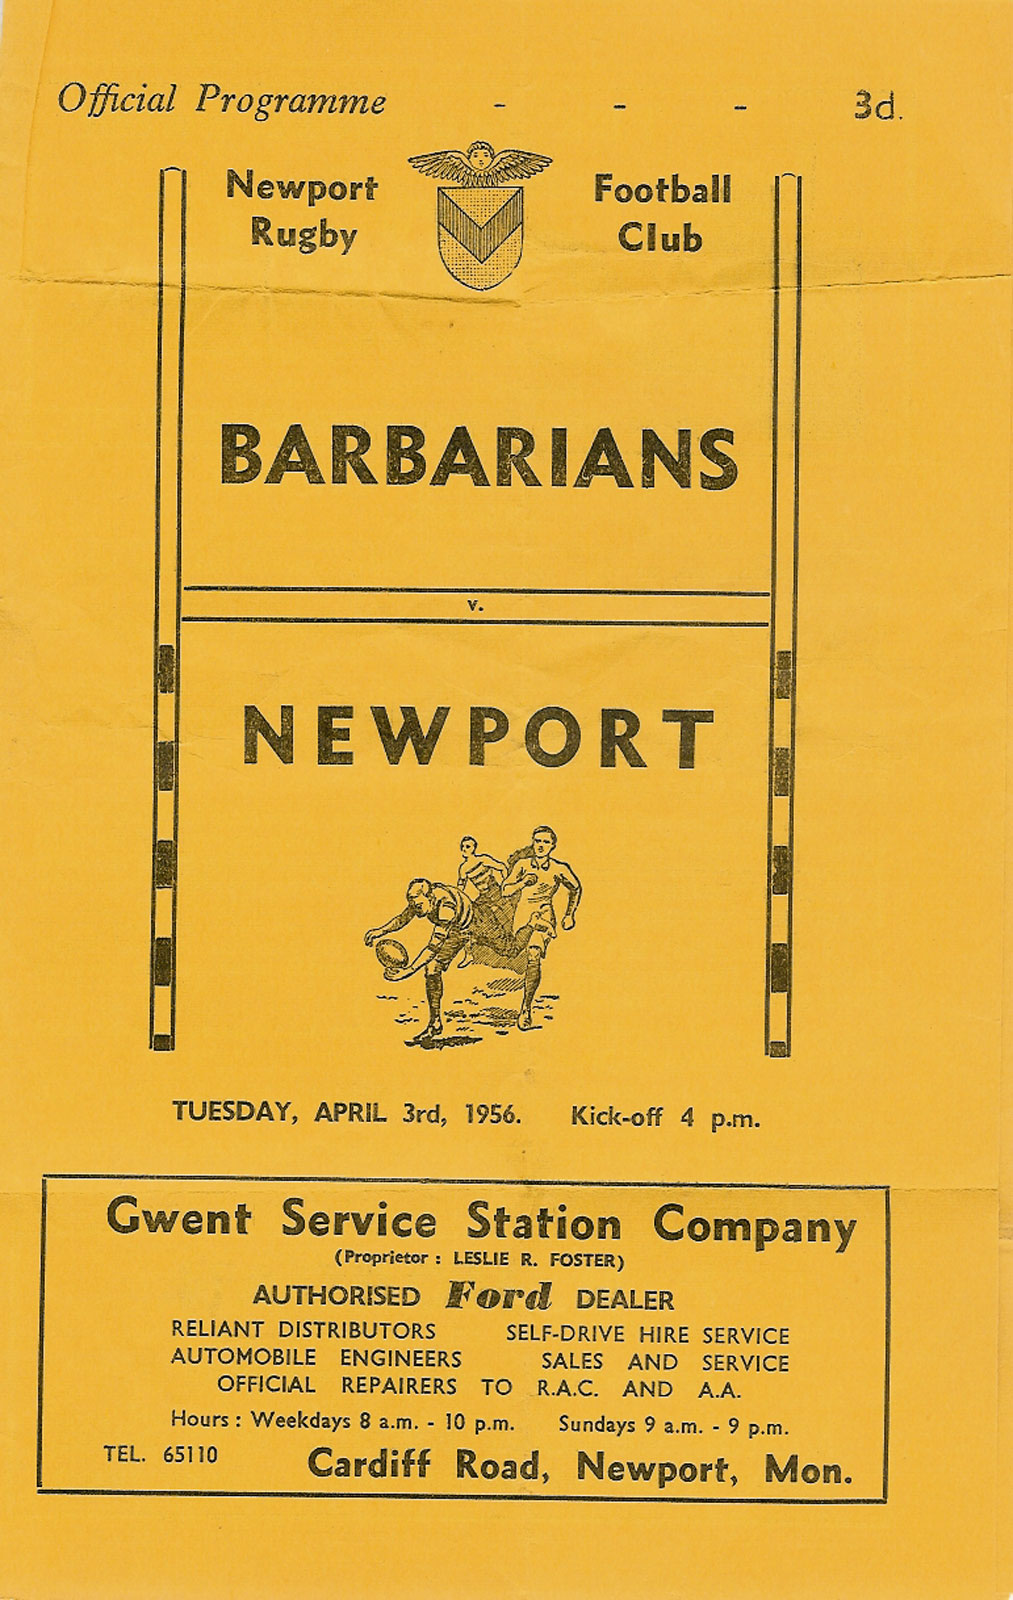 Official Programme - - - 3d.
Newport Football
Rugby Club
BARBARIANS
v.
NEWPORT
TUESDAY, APRIL 3rd, 1956. Kick-off 4 p.m.
Gwent Service Station Company
(Proprietor : LESLIE R. FOSTER)
AUTHORISED Ford DEALER
RELIANT DISTRIBUTORS SELF-DRIVE HIRE SERVICE
AUTOMOBILE ENGINEERS SALES AND SERVICE
OFFICIAL REPAIRERS TO R.A.C. AND A.A.
Hours : Weekdays 8 a.m. - 10 p.m. Sundays 9 a.m. - 9 p.m.
TEL. 65110 Cardiff Road, Newport, Mon.